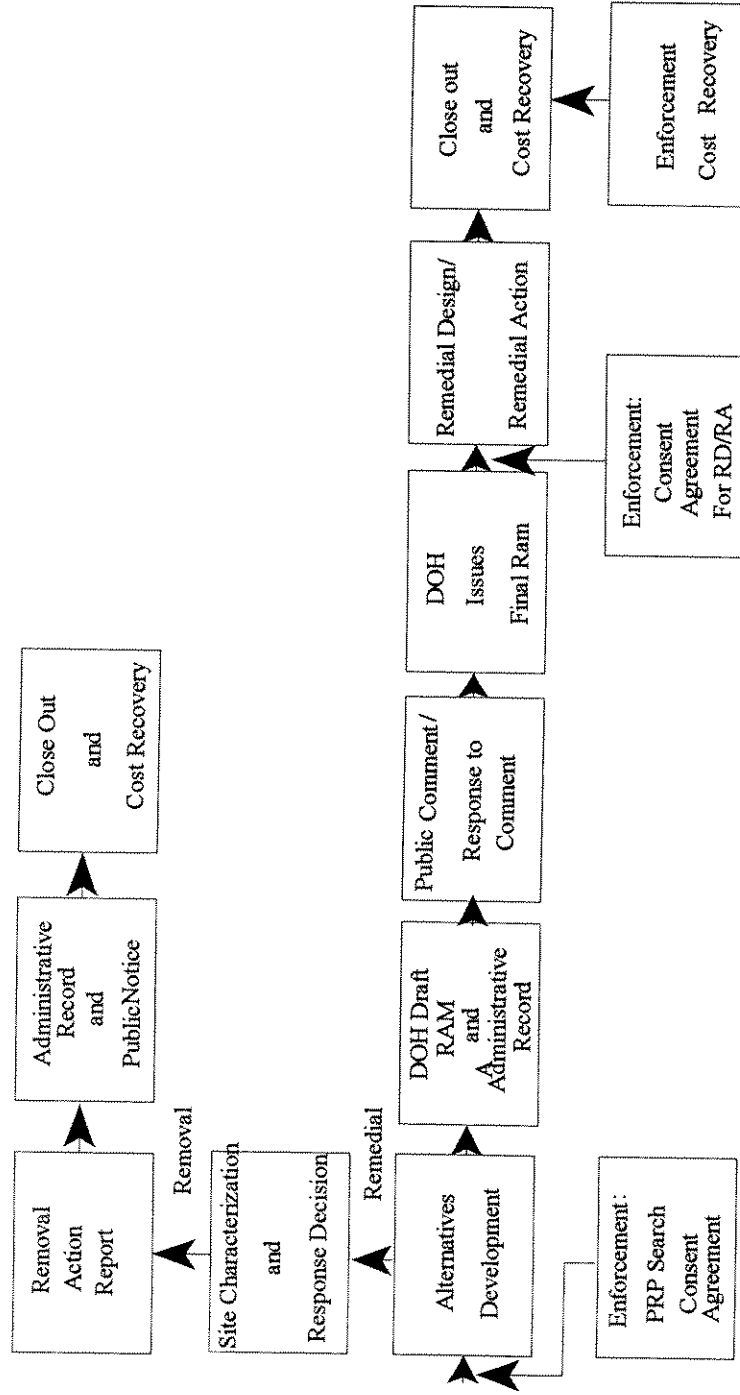 Removal
Action
Report
Administrative
Record
and
PublicNotice
Close Out
and
Cost Recovery
Removal
Site Characterization
and
Response Decision
Remedial
Alternatives
Development
DOH Draft
RAM
and
Administrative
Record
Public Comment/
Response to
Comment
DOH
Issues
Final Ram
Remedial Design/
Remedial Action
Close out
and
Cost Recovery
Enforcement:
PRP Search
Consent
Agreement
Enforcement:
Consent
Agreement
For RD/RA
Enforcement
Cost Recovery